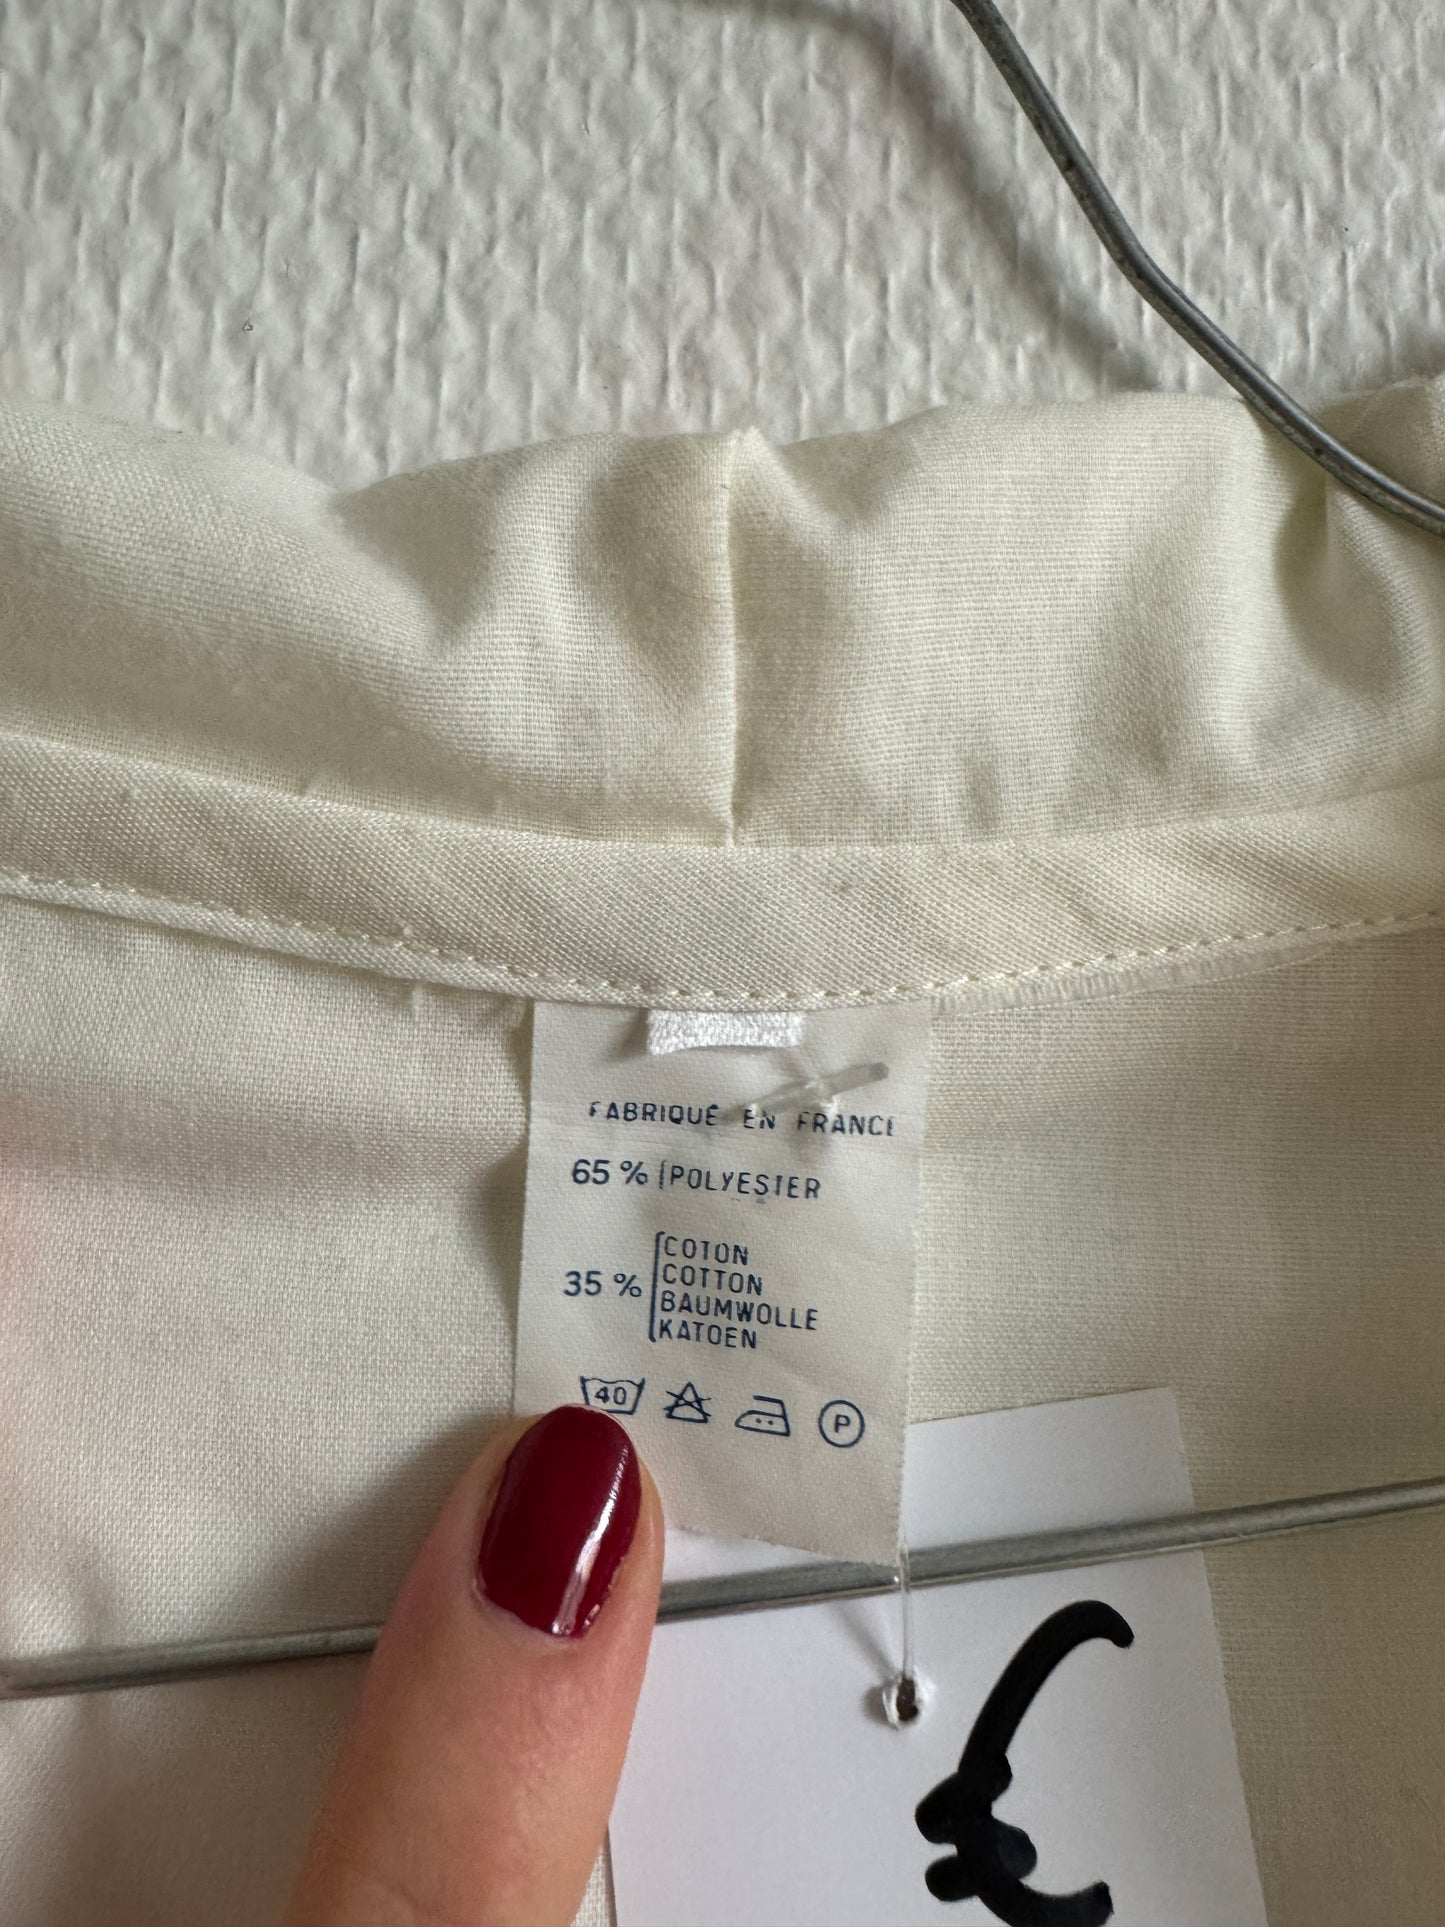 FABRIQUÉ EN FRANCE
65 % POLYESTER
35 % COTON
COTTON
BAUMWOLLE
KATOEN
40 P
€